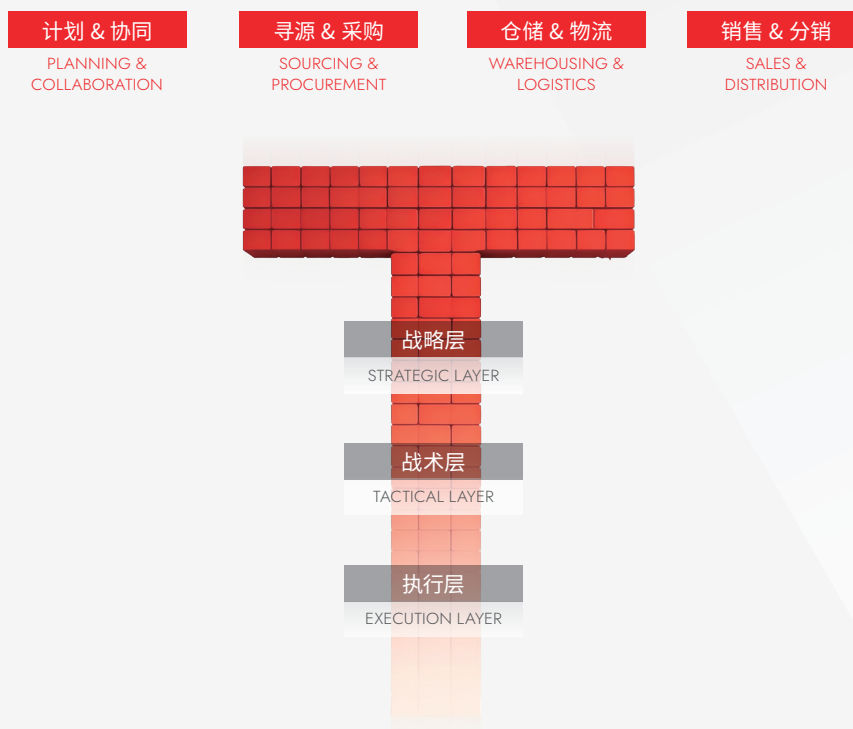 计划 & 协同
PLANNING &
COLLABORATION
寻源 & 采购
SOURCING &
PROCUREMENT
仓储 & 物流
WAREHOUSING &
LOGISTICS
销售 & 分销
SALES &
DISTRIBUTION
战略层
STRATEGIC LAYER
战术层
TACTICAL LAYER
执行层
EXECUTION LAYER